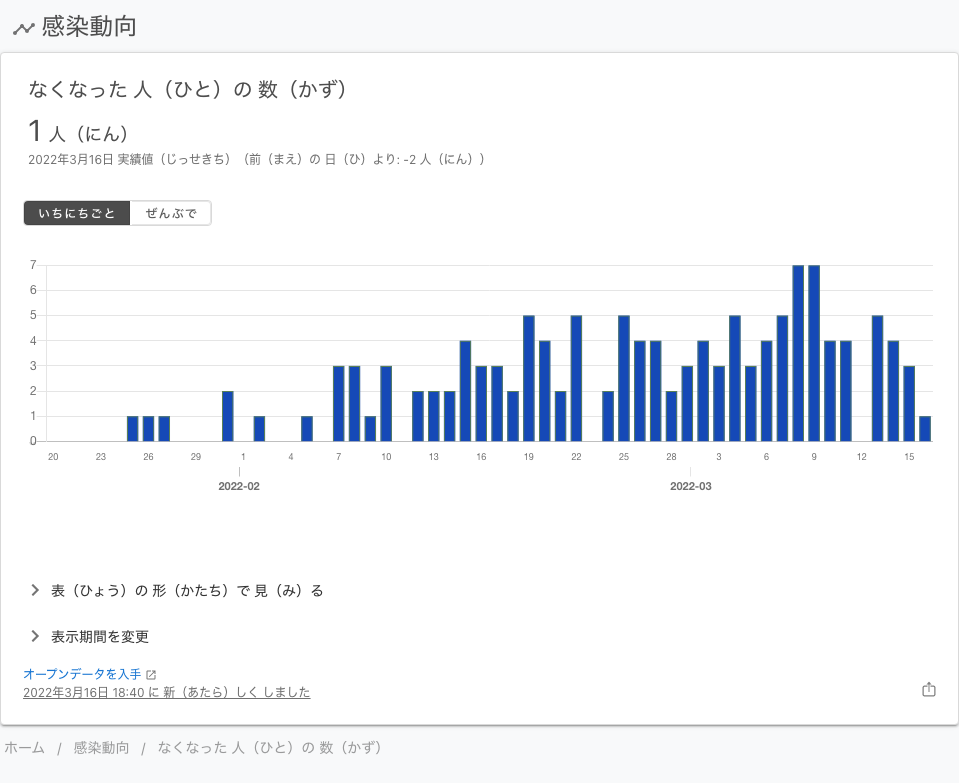 感染動向
なくなった 人（ひと）の 数（かず）
1 人（にん）
2022年3月16日 実績値（じっせきち）（前（まえ）の 日（ひ）より: -2 人（にん））
いちにちごと ぜんぶで
7
6
5
4
3
2
1
0
20 23 26 29 1 4 7 10 13 16 19 22 25 28 3 6 9 12 15
2022-02 2022-03
表（ひょう）の 形（かたち）で 見（み）る
表示期間を変更
オープンデータを入手
2022年3月16日 18:40 に 新（あたら）しく しました
ホーム / 感染動向 / なくなった 人（ひと）の 数（かず）